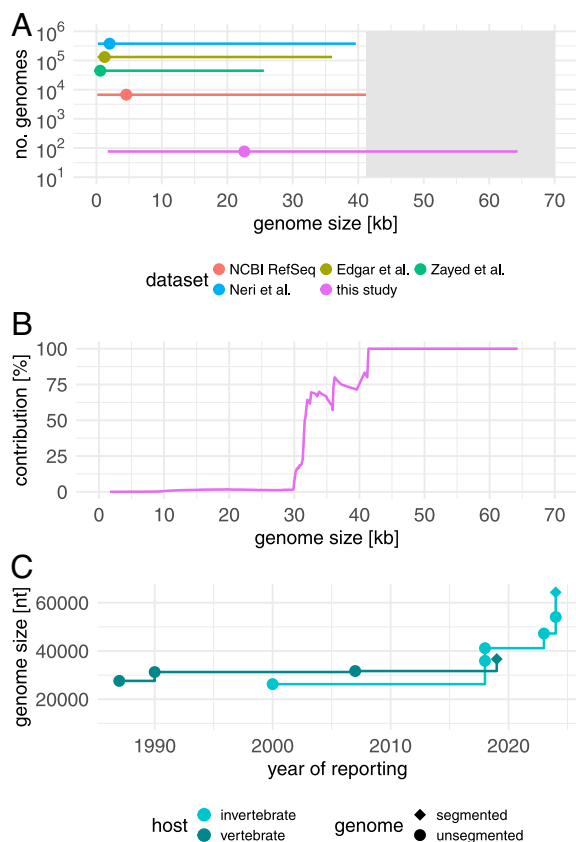 A
no. genomes
10^6
10^5
10^4
10^3
10^2
10^1
0 10 20 30 40 50 60 70
genome size [kb]
dataset
NCBI RefSeq Edgar et al. Zayed et al.
Neri et al. this study
B
contribution [%]
100
75
50
25
0
0 10 20 30 40 50 60 70
genome size [kb]
C
genome size [nt]
60000
40000
20000
1990 2000 2010 2020
year of reporting
host
invertebrate
vertebrate
genome
segmented
unsegmented